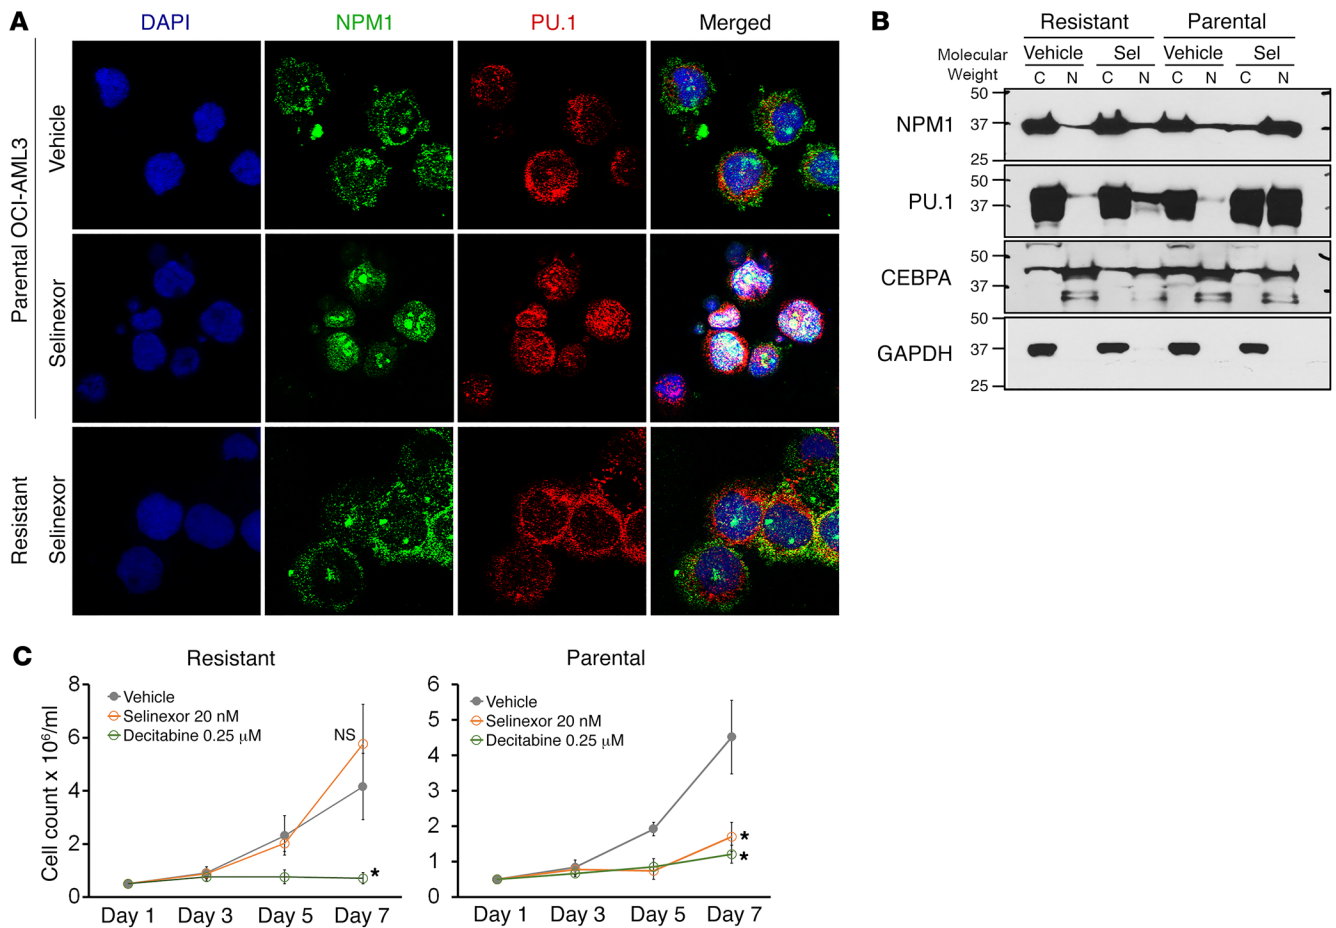 A
DAPI
NPM1
PU.1
Merged
Parental OCI-AML3
Vehicle
Selinexor
Resistant
Selinexor
B
Resistant Parental
Molecular Weight
Vehicle Sel Vehicle Sel
C N C N C N C N
NPM1
50
37
25
PU.1
50
37
CEBPA
50
37
GAPDH
50
37
25
C
Resistant
Cell count x 10⁶/ml
8
6
4
2
0
Vehicle
Selinexor 20 nM
Decitabine 0.25 μM
NS
*
Day 1 Day 3 Day 5 Day 7
Parental
6
5
4
3
2
1
0
Vehicle
Selinexor 20 nM
Decitabine 0.25 μM
*
*
Day 1 Day 3 Day 5 Day 7